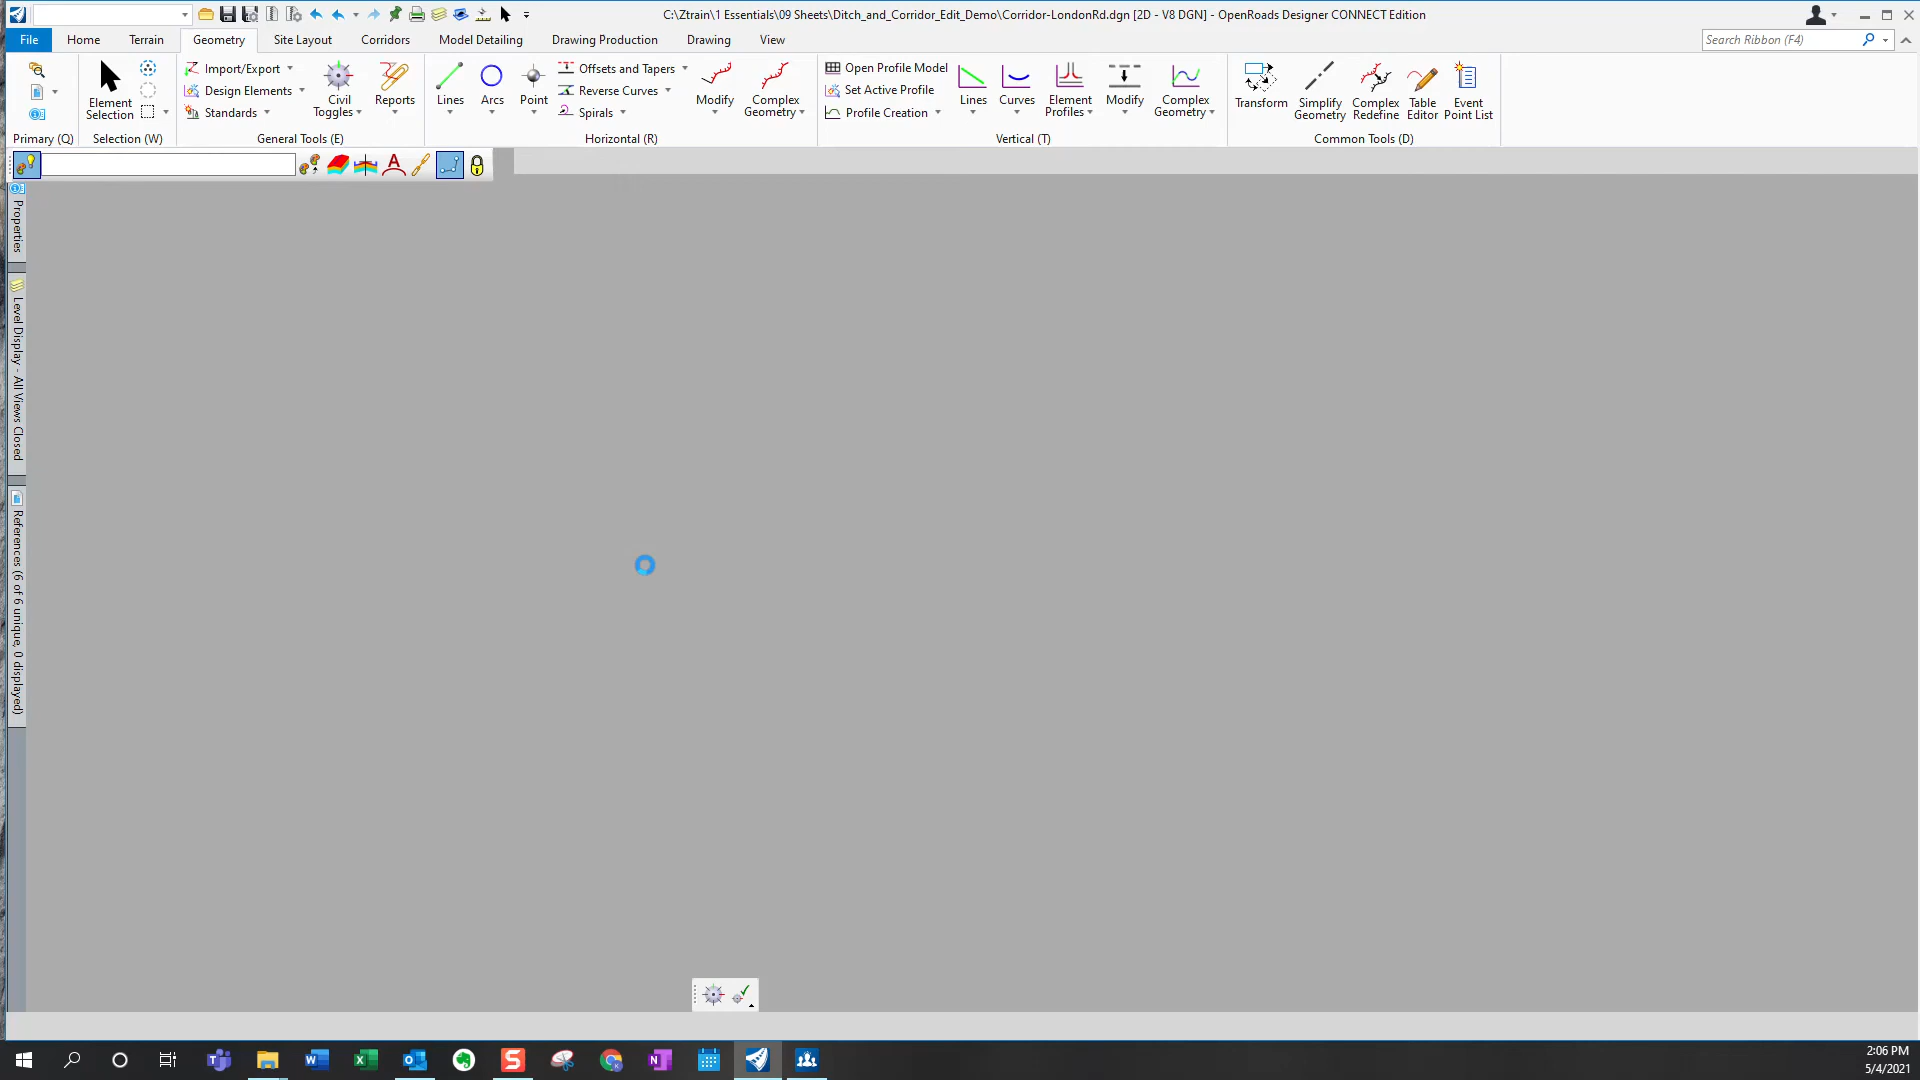 C:\Ztrain\1 Essentials\09 Sheets\Ditch_and_Corridor_Edit_Demo\Corridor-LondonRd.dgn [2D - V8 DGN] - OpenRoads Designer CONNECT Edition
File Home Terrain Geometry Site Layout Corridors Model Detailing Drawing Production Drawing View Search Ribbon (F4)
Element Selection
Import/Export
Design Elements
Standards
Civil Toggles
Reports
Lines
Arcs
Point
Offsets and Tapers
Reverse Curves
Spirals
Modify
Complex Geometry
Open Profile Model
Set Active Profile
Profile Creation
Lines
Curves
Element Profiles
Modify
Complex Geometry
Transform
Simplify Geometry
Complex Redefine
Table Editor
Event Point List
Primary (Q) Selection (W) General Tools (E) Horizontal (R) Vertical (T) Common Tools (D)
Properties
Level Display - All Views Closed
References (6 of 6 unique, 0 displayed)
2:06 PM
5/4/2021